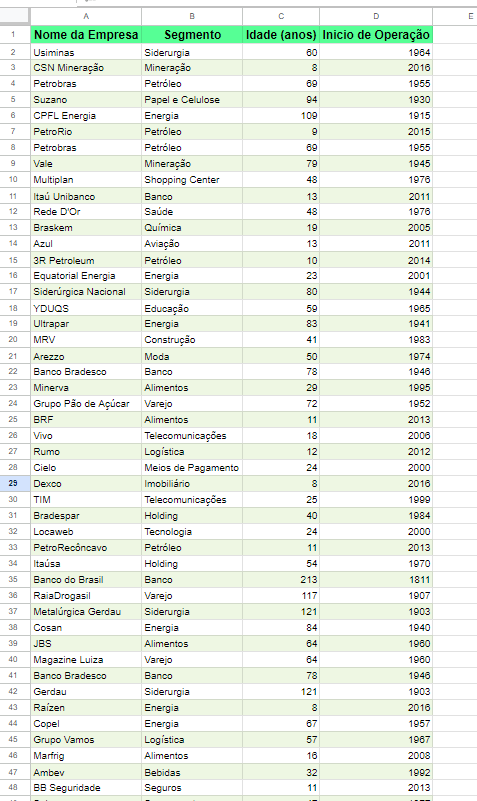 A B C D E
1 Nome da Empresa Segmento Idade (anos) Inicio de Operação
2 Usiminas Siderurgia 60 1964
3 CSN Mineração Mineração 8 2016
4 Petrobras Petróleo 69 1955
5 Suzano Papel e Celulose 94 1930
6 CPFL Energia Energia 109 1915
7 PetroRio Petróleo 9 2015
8 Petrobras Petróleo 69 1955
9 Vale Mineração 79 1945
10 Multiplan Shopping Center 48 1976
11 Itaú Unibanco Banco 13 2011
12 Rede D'Or Saúde 48 1976
13 Braskem Química 19 2005
14 Azul Aviação 13 2011
15 3R Petroleum Petróleo 10 2014
16 Equatorial Energia Energia 23 2001
17 Siderúrgica Nacional Siderurgia 80 1944
18 YDUQS Educação 59 1965
19 Ultrapar Energia 83 1941
20 MRV Construção 41 1983
21 Arezzo Moda 50 1974
22 Banco Bradesco Banco 78 1946
23 Minerva Alimentos 29 1995
24 Grupo Pão de Açúcar Varejo 72 1952
25 BRF Alimentos 11 2013
26 Vivo Telecomunicações 18 2006
27 Rumo Logística 12 2012
28 Cielo Meios de Pagamento 24 2000
29 Dexco Imobiliário 8 2016
30 TIM Telecomunicações 25 1999
31 Bradespar Holding 40 1984
32 Locaweb Tecnologia 24 2000
33 PetroRecôncavo Petróleo 11 2013
34 Itaúsa Holding 54 1970
35 Banco do Brasil Banco 213 1811
36 RaiaDrogasil Varejo 117 1907
37 Metalúrgica Gerdau Siderurgia 121 1903
38 Cosan Energia 84 1940
39 JBS Alimentos 64 1960
40 Magazine Luiza Varejo 64 1960
41 Banco Bradesco Banco 78 1946
42 Gerdau Siderurgia 121 1903
43 Raízen Energia 8 2016
44 Copel Energia 67 1957
45 Grupo Vamos Logística 57 1967
46 Marfrig Alimentos 16 2008
47 Ambev Bebidas 32 1992
48 BB Seguridade Seguros 11 2013